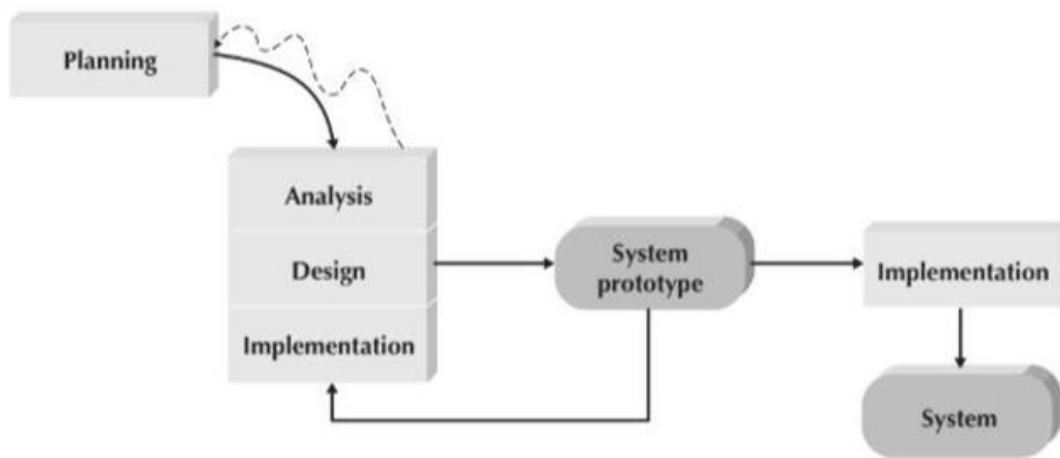 Planning
Analysis
Design
Implementation
System
prototype
Implementation
System